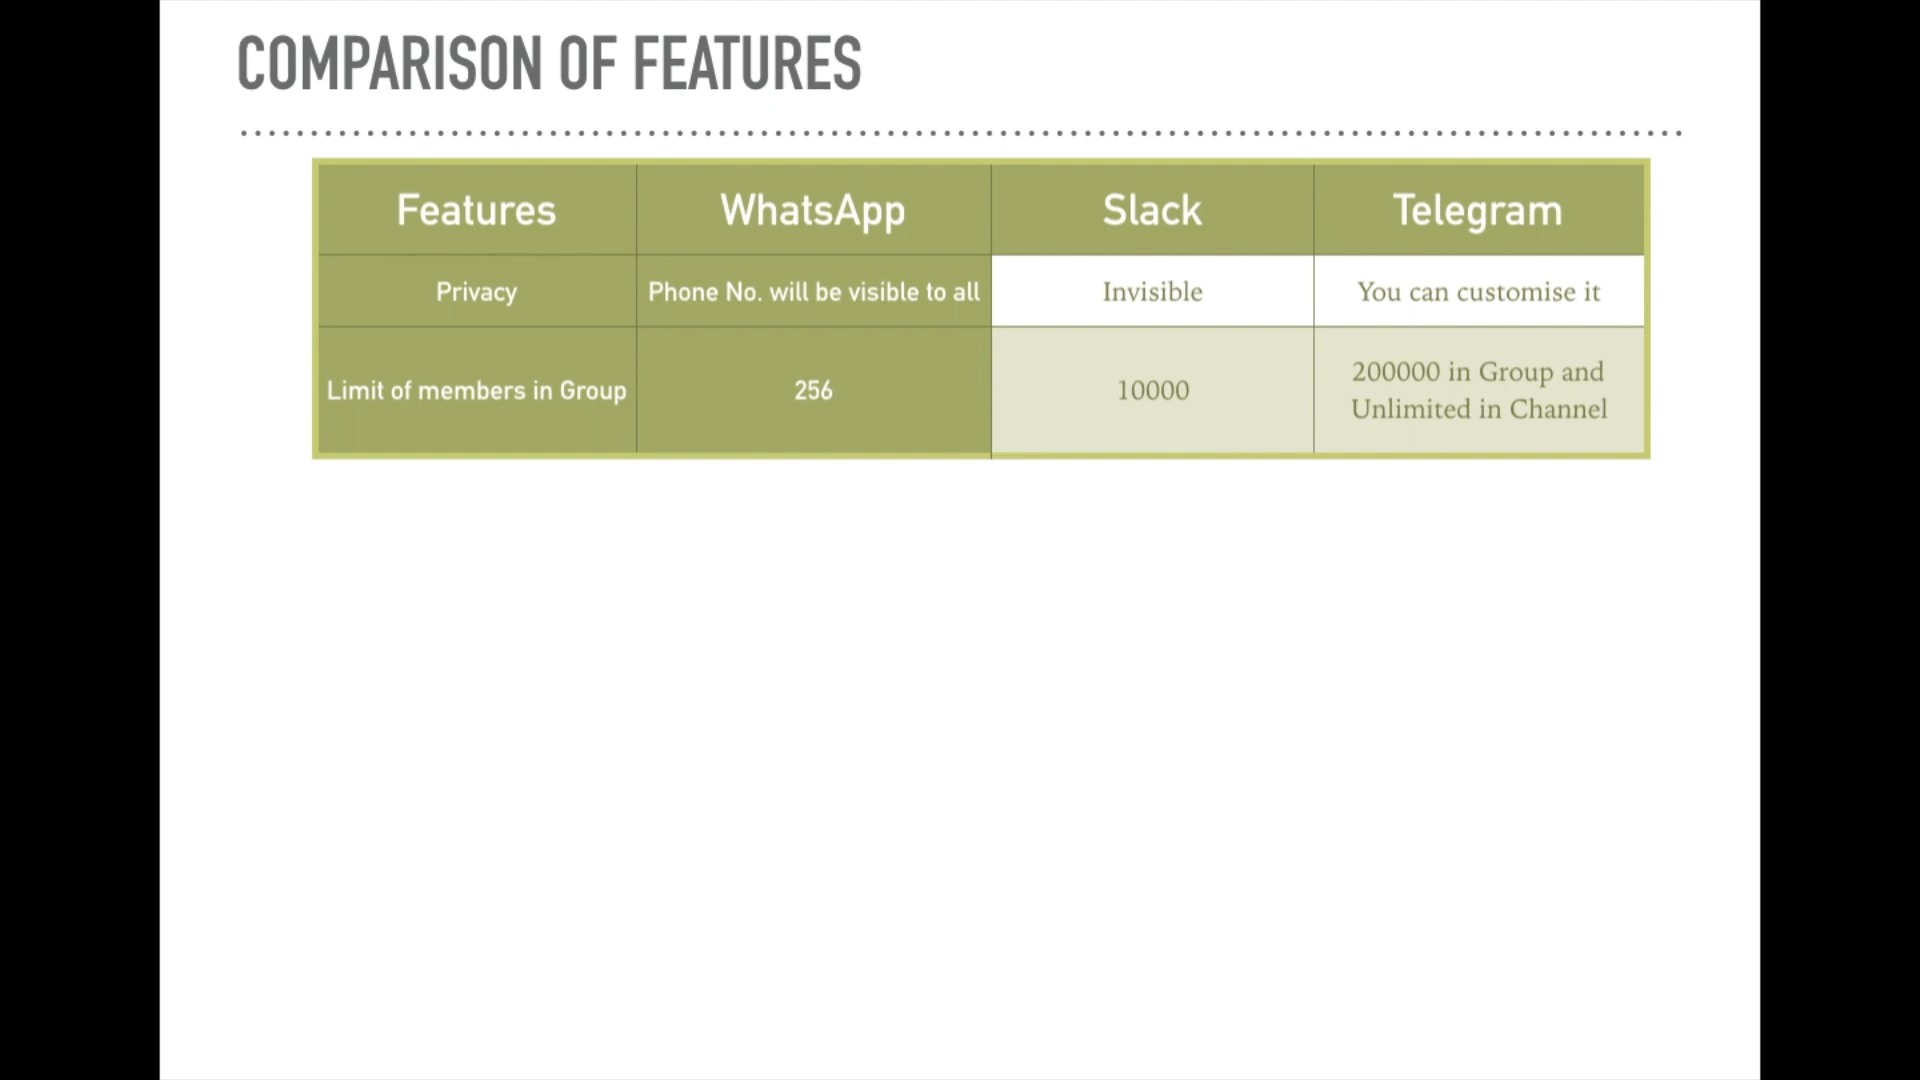 COMPARISON OF FEATURES
Features WhatsApp Slack Telegram
Privacy Phone No. will be visible to all Invisible You can customise it
Limit of members in Group 256 10000 200000 in Group and
Unlimited in Channel